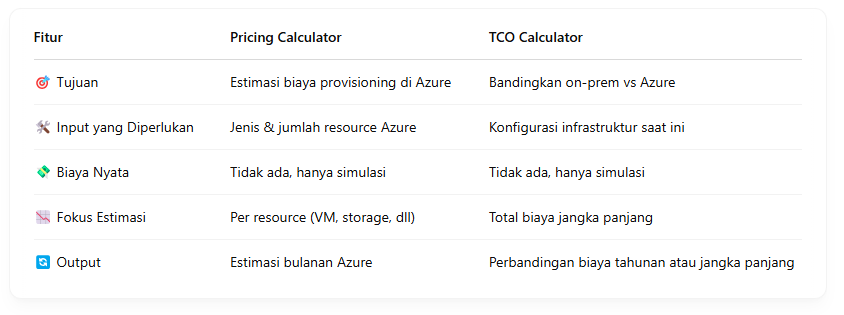 Fitur Pricing Calculator TCO Calculator
Tujuan Estimasi biaya provisioning di Azure Bandingkan on-prem vs Azure
Input yang Diperlukan Jenis & jumlah resource Azure Konfigurasi infrastruktur saat ini
Biaya Nyata Tidak ada, hanya simulasi Tidak ada, hanya simulasi
Fokus Estimasi Per resource (VM, storage, dll) Total biaya jangka panjang
Output Estimasi bulanan Azure Perbandingan biaya tahunan atau jangka panjang